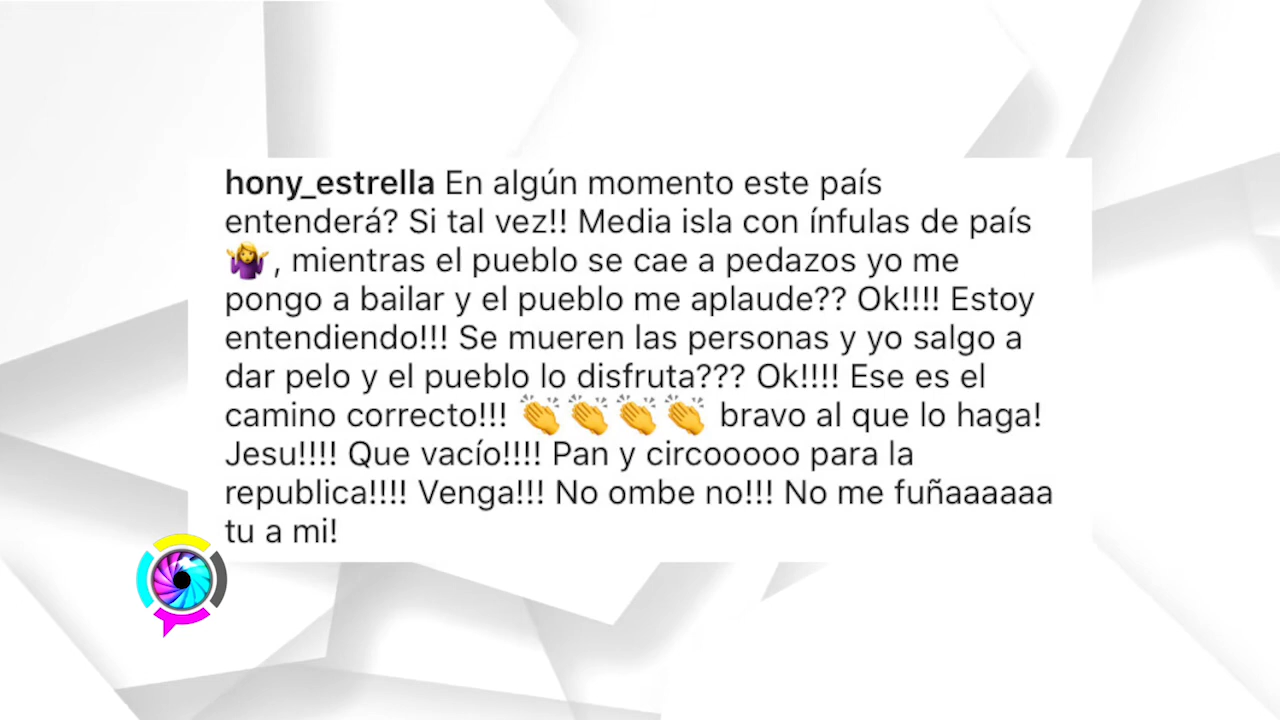 hony_estrella En algún momento este país
entenderá? Si tal vez!! Media isla con ínfulas de país
🤷‍♀️, mientras el pueblo se cae a pedazos yo me
pongo a bailar y el pueblo me aplaude?? Ok!!!! Estoy
entendiendo!!! Se mueren las personas y yo salgo a
dar pelo y el pueblo lo disfruta??? Ok!!!! Ese es el
camino correcto!!! 👏👏👏👏 bravo al que lo haga!
Jesu!!!! Que vacío!!!! Pan y circooooo para la
republica!!!! Venga!!! No ombe no!!! No me fuñaaaaaa
tu a mi!